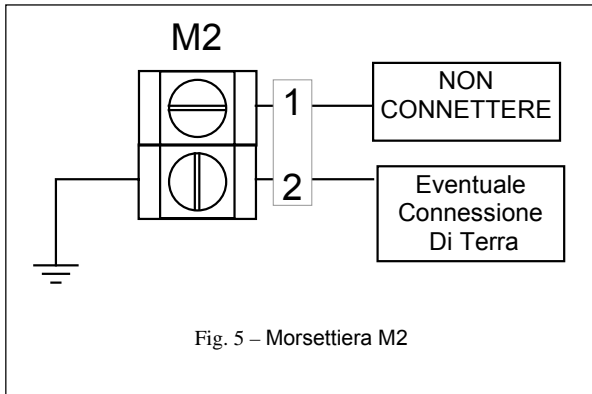 M2
1
NON
CONNETTERE
2
Eventuale
Connessione
Di Terra
Fig. 5 – Morsettiera M2